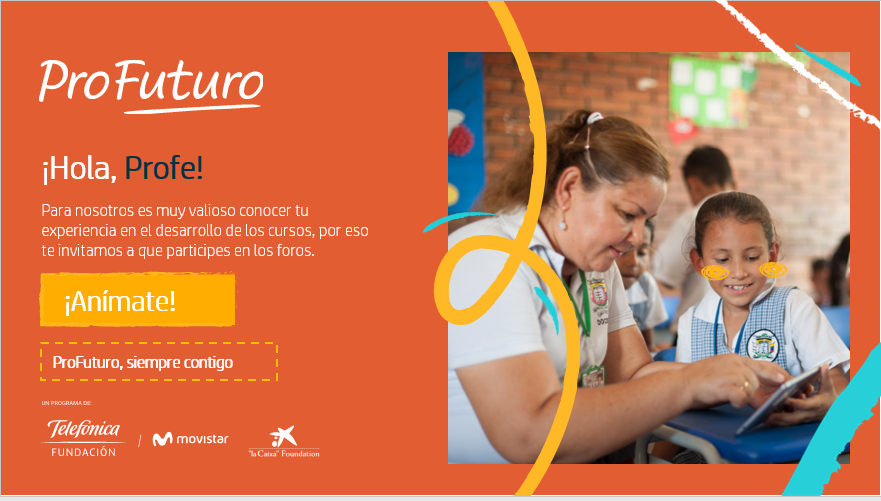 ProFuturo
¡Hola, Profe!
Para nosotros es muy valioso conocer tu
experiencia en el desarrollo de los cursos, por eso
te invitamos a que participes en los foros.
¡Anímate!
ProFuturo, siempre contigo
UN PROGRAMA DE:
Telefónica
FUNDACIÓN
movistar
"la Caixa" Foundation